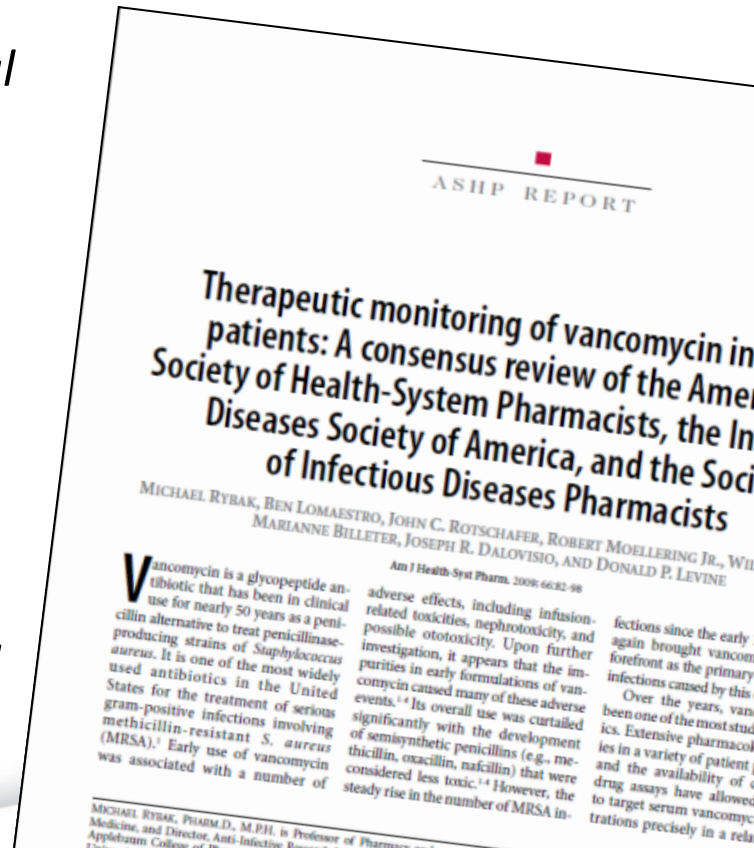 ASHP REPORT
Therapeutic monitoring of vancomycin in
patients: A consensus review of the Amer
Society of Health-System Pharmacists, the In
Diseases Society of America, and the Soci
of Infectious Diseases Pharmacists
MICHAEL RYBAK, BEN LOMAESTRO, JOHN C. ROTSCHAFER, ROBERT MOELLERING JR., WIL
MARIANNE BILLETER, JOSEPH R. DALOVISIO, AND DONALD P. LEVINE
Am J Health-Syst Pharm. 2009; 66:82-98
Vancomycin is a glycopeptide an-
tibiotic that has been in clinical
use for nearly 50 years as a peni-
cillin alternative to treat penicillinase-
producing strains of Staphylococcus
aureus. It is one of the most widely
used antibiotics in the United
States for the treatment of serious
gram-positive infections involving
methicillin-resistant S. aureus
(MRSA).¹ Early use of vancomycin
was associated with a number of
adverse effects, including infusion-
related toxicities, nephrotoxicity, and
possible ototoxicity. Upon further
investigation, it appears that the im-
purities in early formulations of van-
comycin caused many of these adverse
events.¹⁻⁴ Its overall use was curtailed
significantly with the development
of semisynthetic penicillins (e.g., me-
thicillin, oxacillin, nafcillin) that were
considered less toxic.¹⁻⁴ However, the
steady rise in the number of MRSA in-
fections since the early
again brought vancom
forefront as the primary
infections caused by this
Over the years, van
been one of the most stud
ics. Extensive pharmacol
ies in a variety of patient
and the availability of
drug assays have allowed
to target serum vancomyc
trations precisely in a rela
MICHAEL RYBAK, PHARM.D., M.P.H. is Professor of Pharmacy
Medicine, and Director, Anti-Infective
Applebaum College of